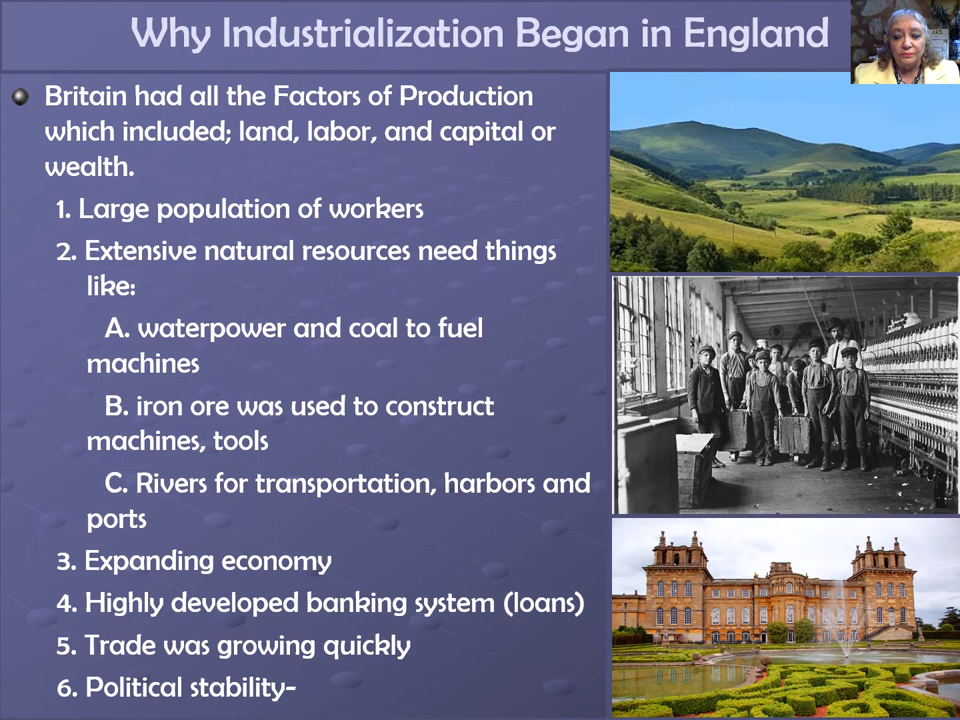 Why Industrialization Began in England
Britain had all the Factors of Production
which included; land, labor, and capital or
wealth.
1. Large population of workers
2. Extensive natural resources need things
like:
A. waterpower and coal to fuel
machines
B. iron ore was used to construct
machines, tools
C. Rivers for transportation, harbors and
ports
3. Expanding economy
4. Highly developed banking system (loans)
5. Trade was growing quickly
6. Political stability-